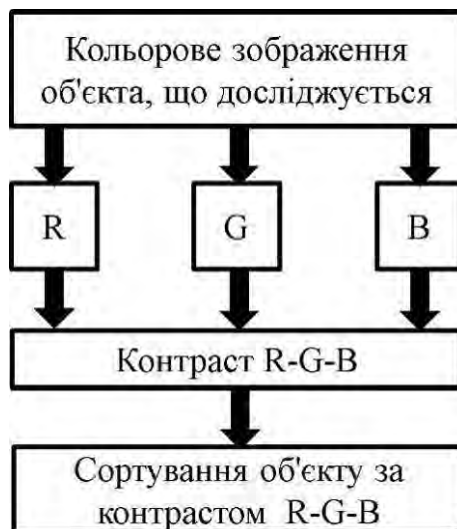 Кольорове зображення
об'єкта, що досліджується
R G B
Контраст R-G-B
Сортування об'єкту за
контрастом R-G-B